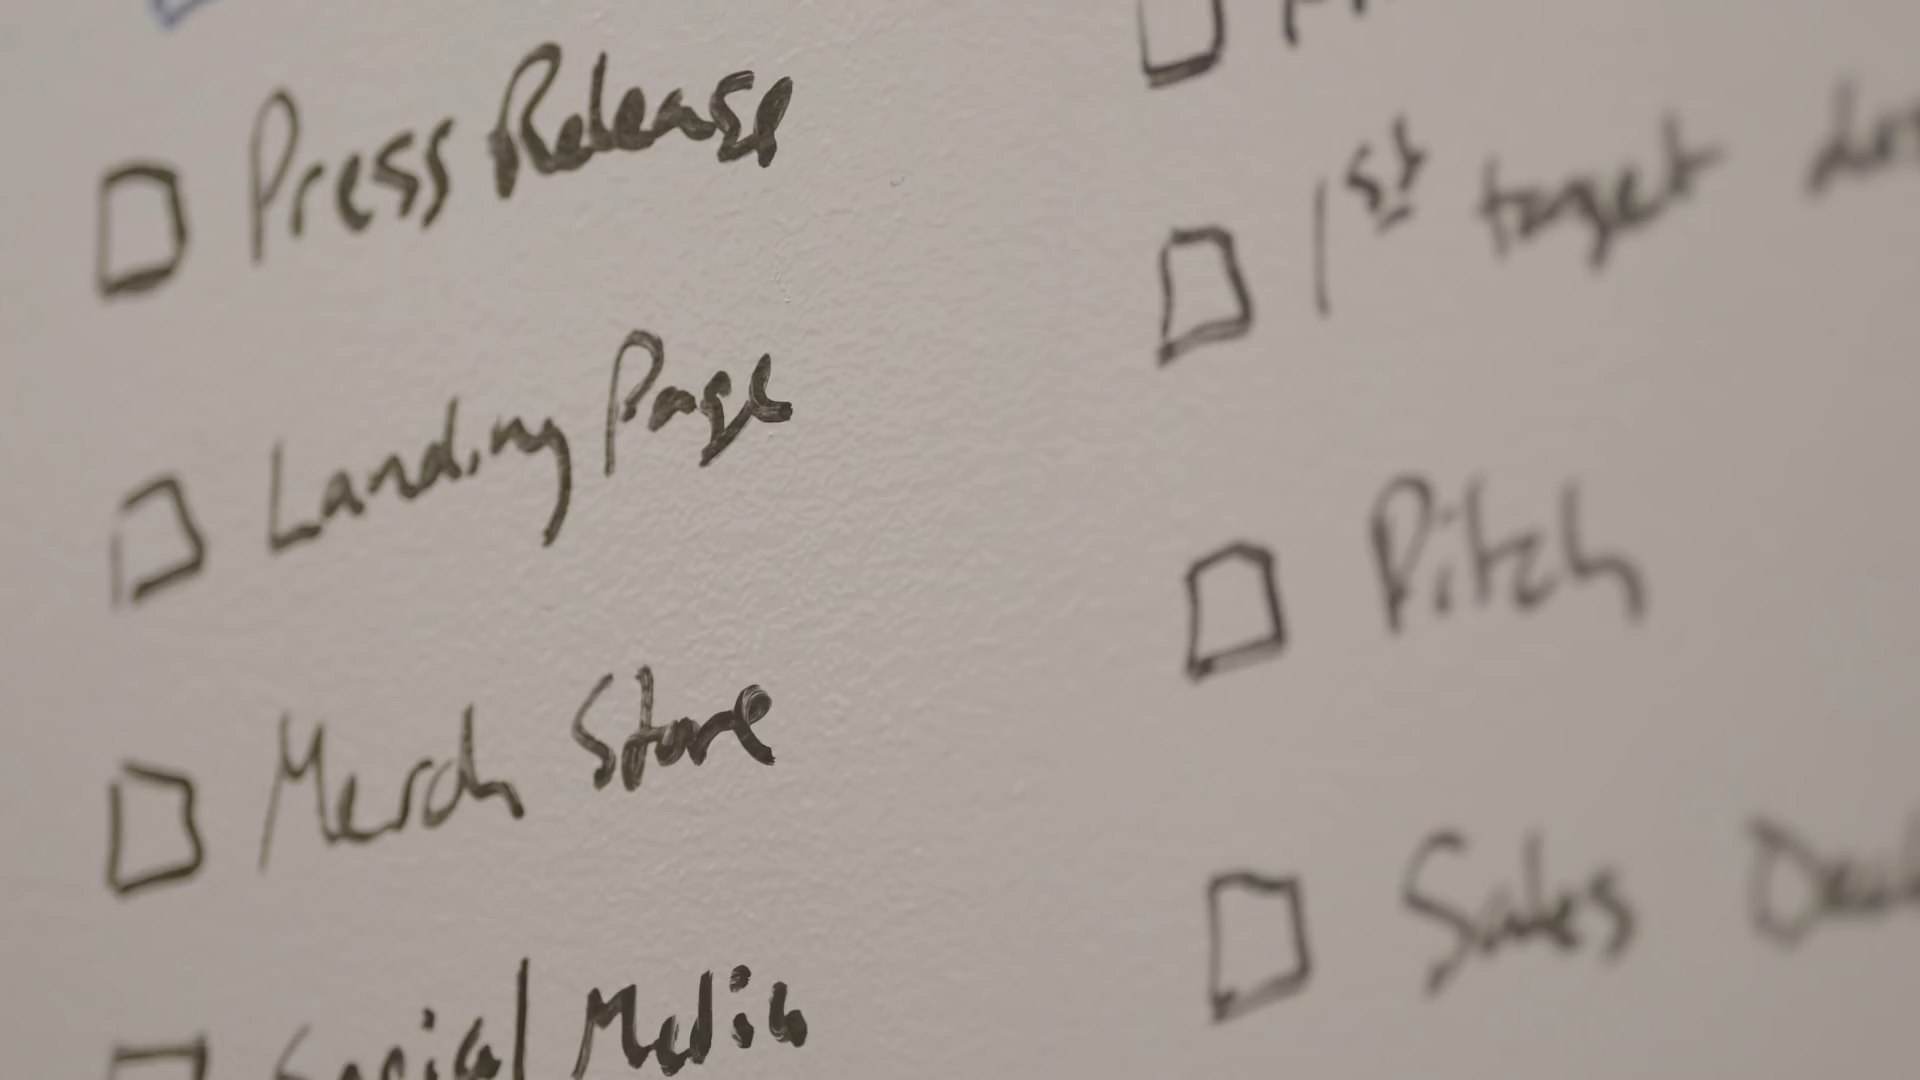 Press Release
Landing Page
Merch Store
Social Media
1st target
Pitch
Sales